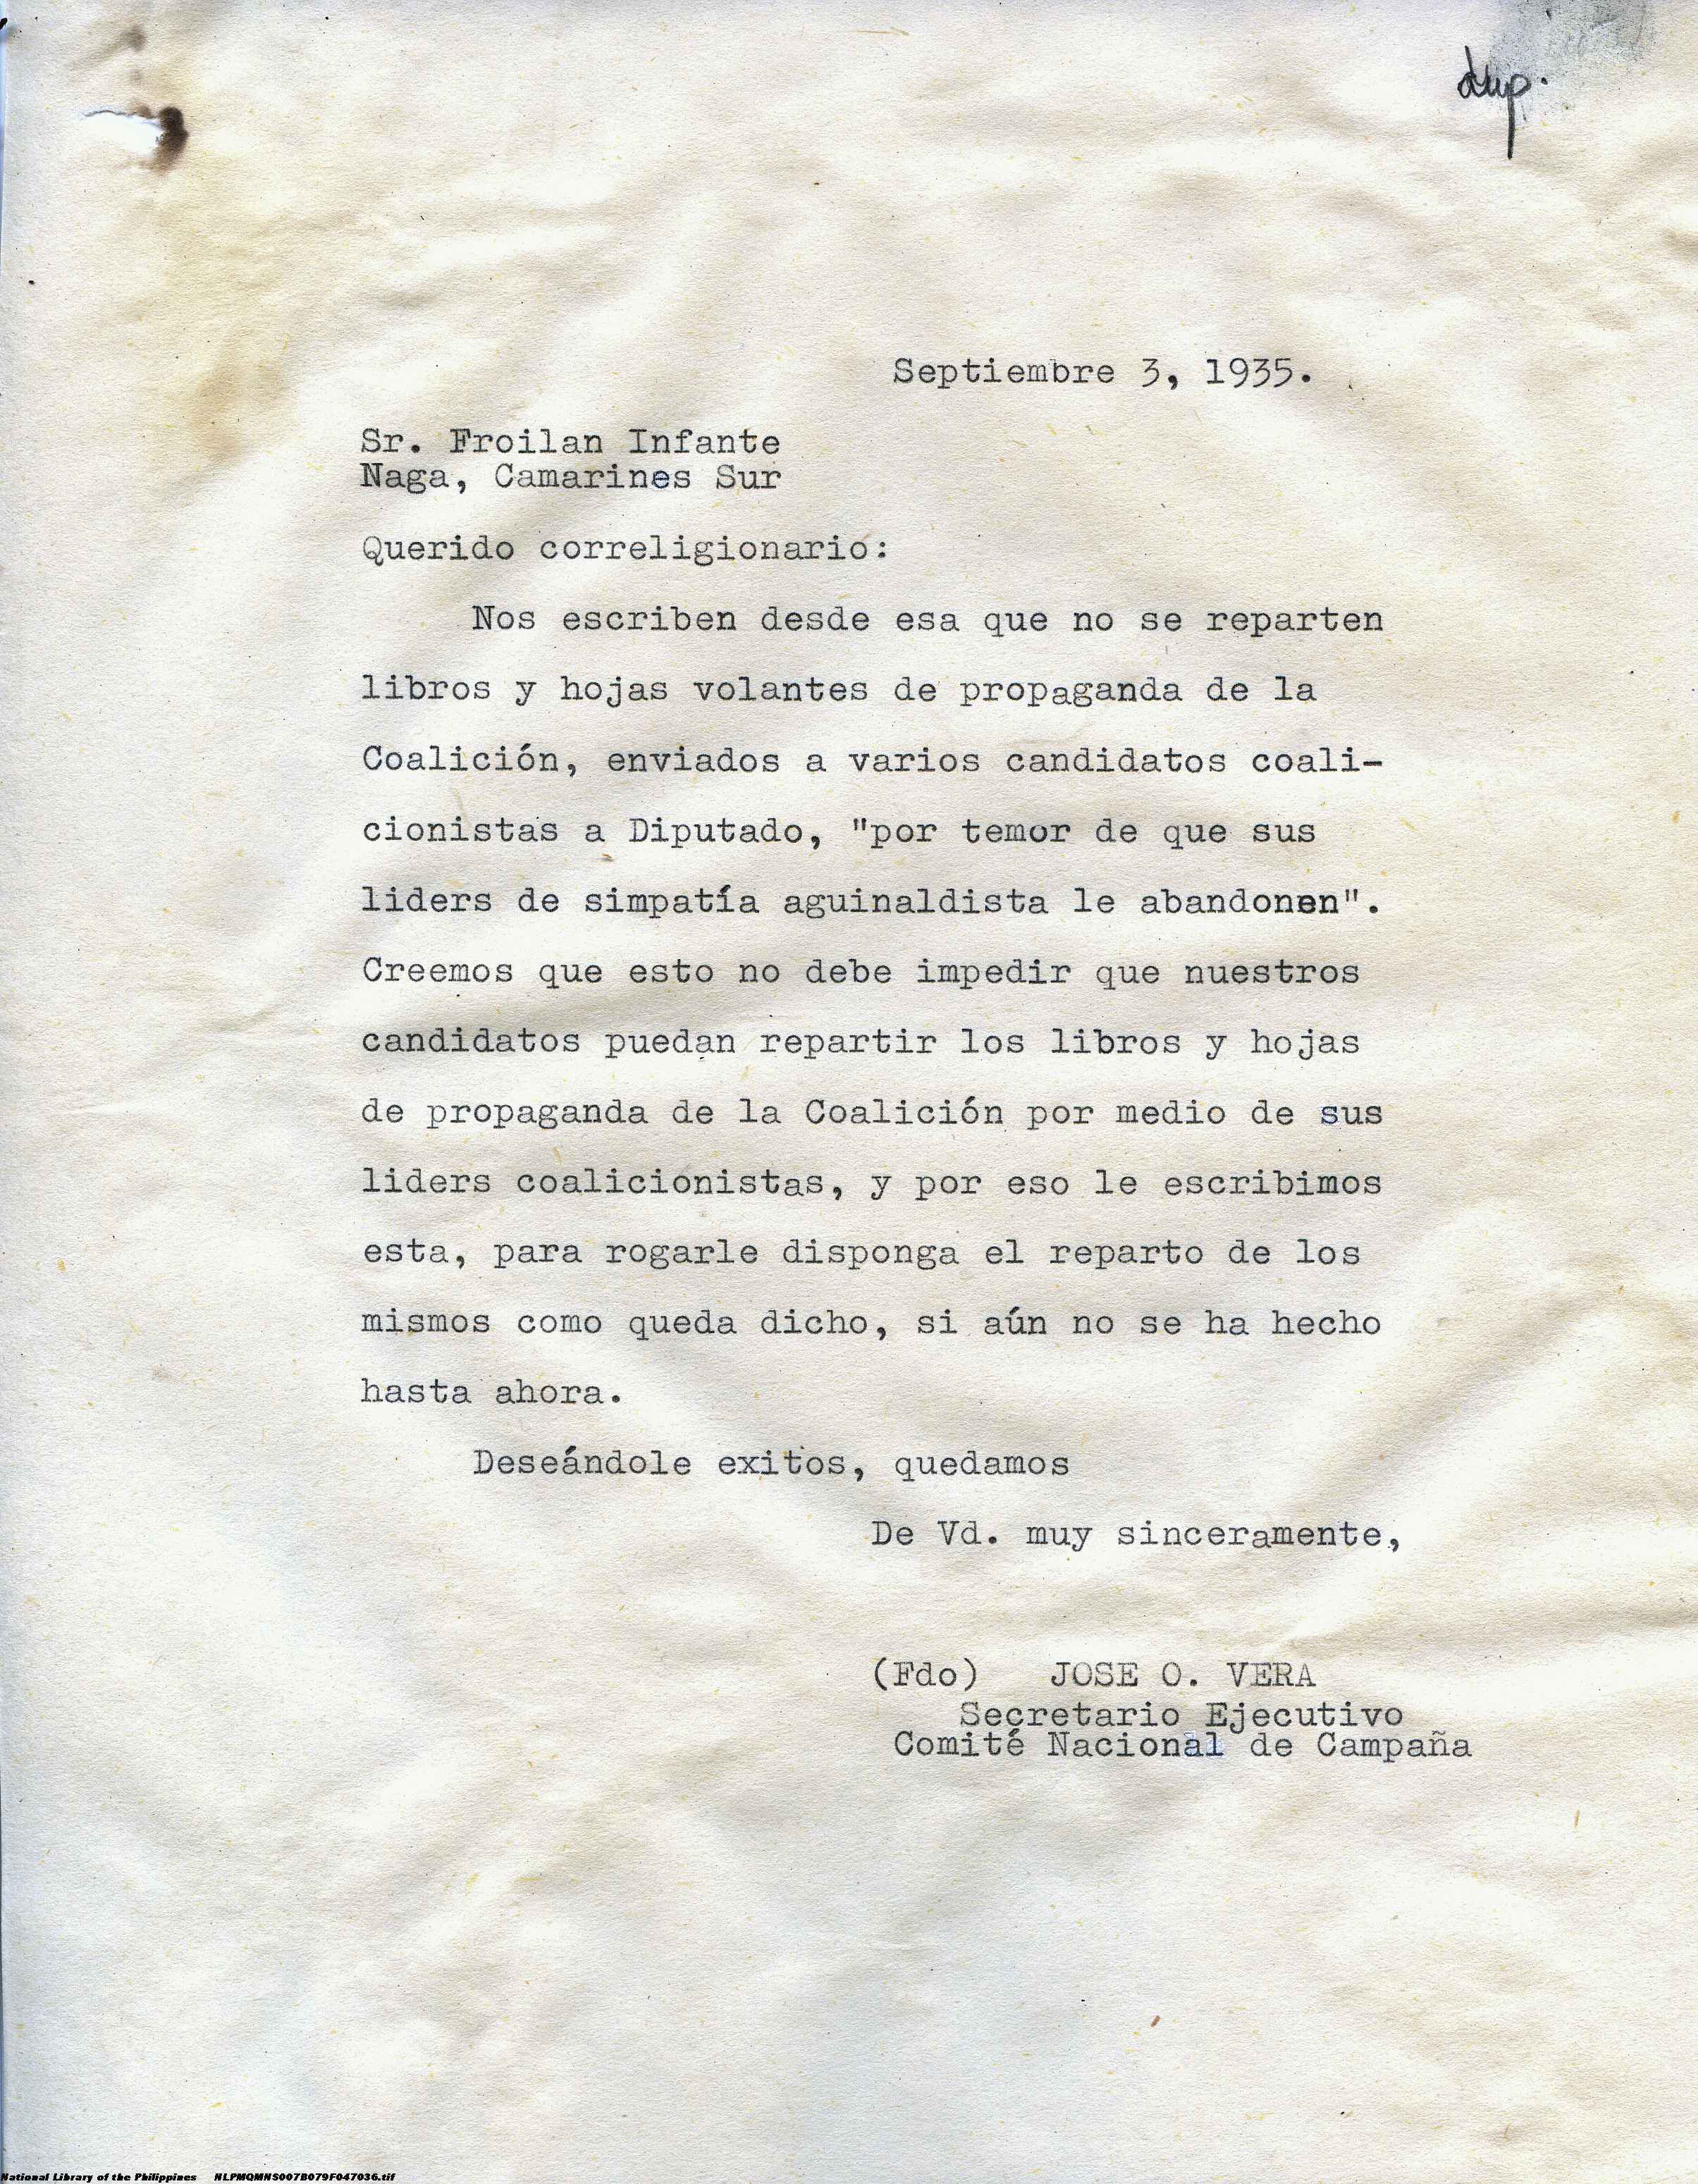 dup.
Septiembre 3, 1935.
Sr. Froilan Infante
Naga, Camarines Sur
Querido correligionario:
Nos escriben desde esa que no se reparten
libros y hojas volantes de propaganda de la
Coalición, enviados a varios candidatos coali-
cionistas a Diputado, "por temor de que sus
liders de simpatía aguinaldista le abandonen".
Creemos que esto no debe impedir que nuestros
candidatos puedan repartir los libros y hojas
de propaganda de la Coalición por medio de sus
liders coalicionistas, y por eso le escribimos
esta, para rogarle disponga el reparto de los
mismos como queda dicho, si aún no se ha hecho
hasta ahora.
Deseándole exitos, quedamos
De Vd. muy sinceramente,
(Fdo) JOSE O. VERA
Secretario Ejecutivo
Comité Nacional de Campaña
National Library of the Philippines NLPMQMNS007B079F047036.tif